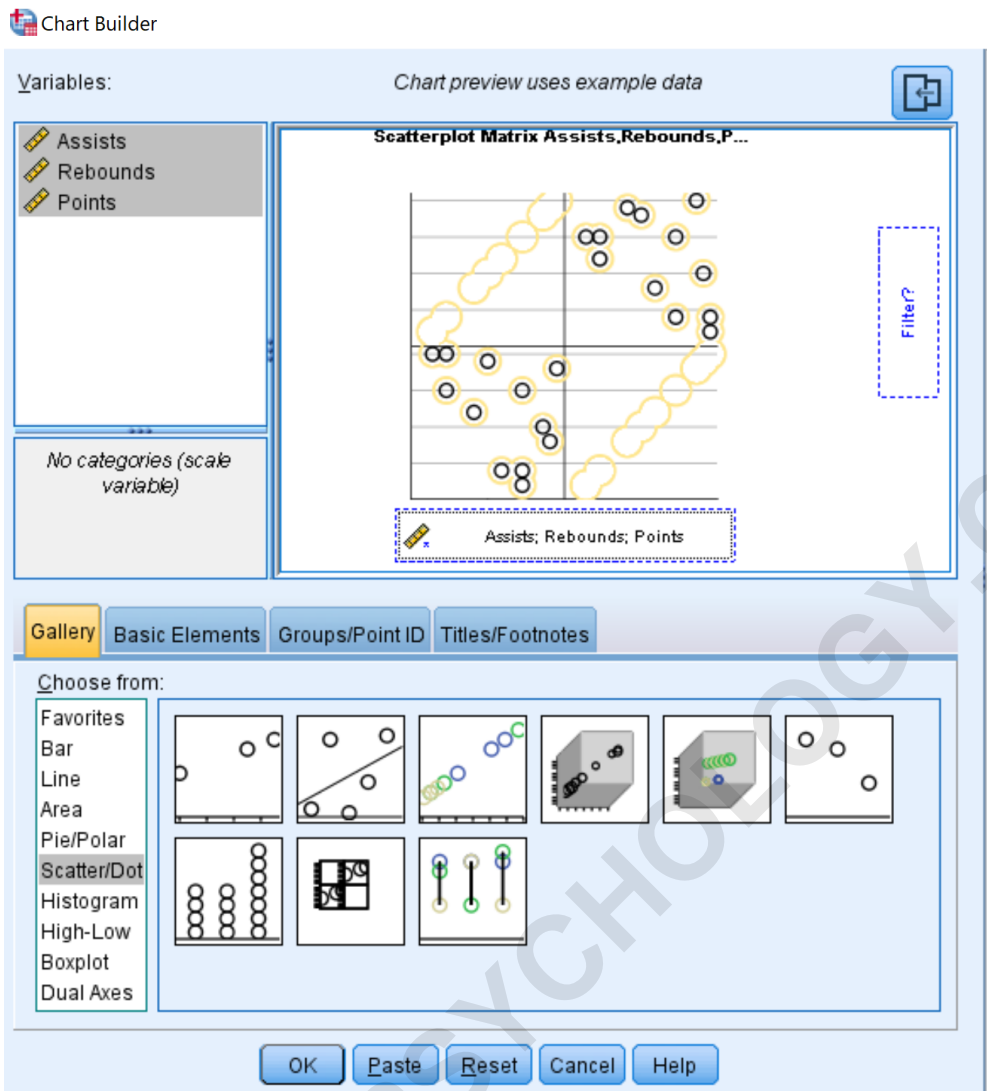 Chart Builder
Variables:
Chart preview uses example data
Assists
Rebounds
Points
Scatterplot Matrix Assists,Rebounds,P...
Filter?
No categories (scale
variable)
Assists; Rebounds; Points
Gallery
Basic Elements
Groups/Point ID
Titles/Footnotes
Choose from:
Favorites
Bar
Line
Area
Pie/Polar
Scatter/Dot
Histogram
High-Low
Boxplot
Dual Axes
OK
Paste
Reset
Cancel
Help
PSYCHOLOGY.